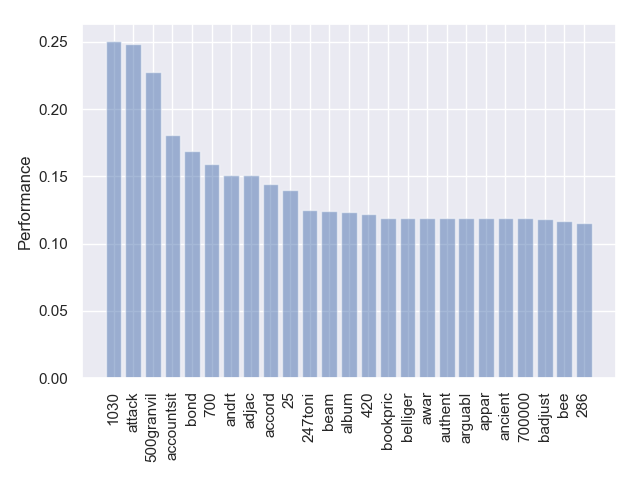 0.25
0.20
0.15
0.10
0.05
0.00
Performance
1030
attack
500granvil
accountsit
bond
700
andrt
adjac
accord
25
247toni
beam
album
420
bookpric
belliger
awar
authent
arguabl
appar
ancient
700000
badjust
bee
286